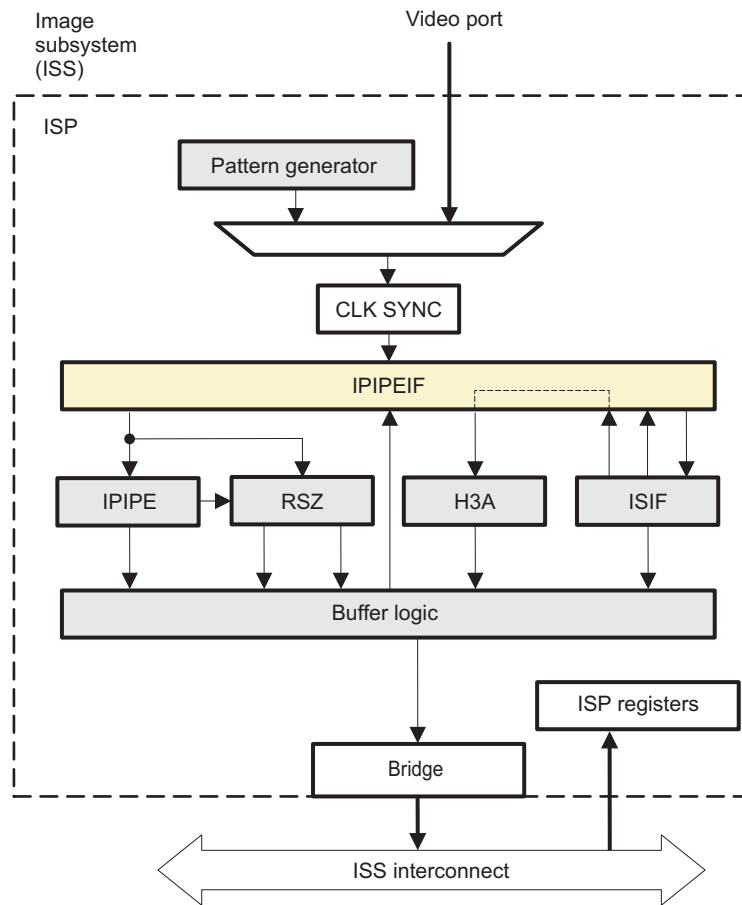 Image
subsystem
(ISS)
Video port
ISP
Pattern generator
CLK SYNC
IPIPEIF
IPIPE
RSZ
H3A
ISIF
Buffer logic
ISP registers
Bridge
ISS interconnect